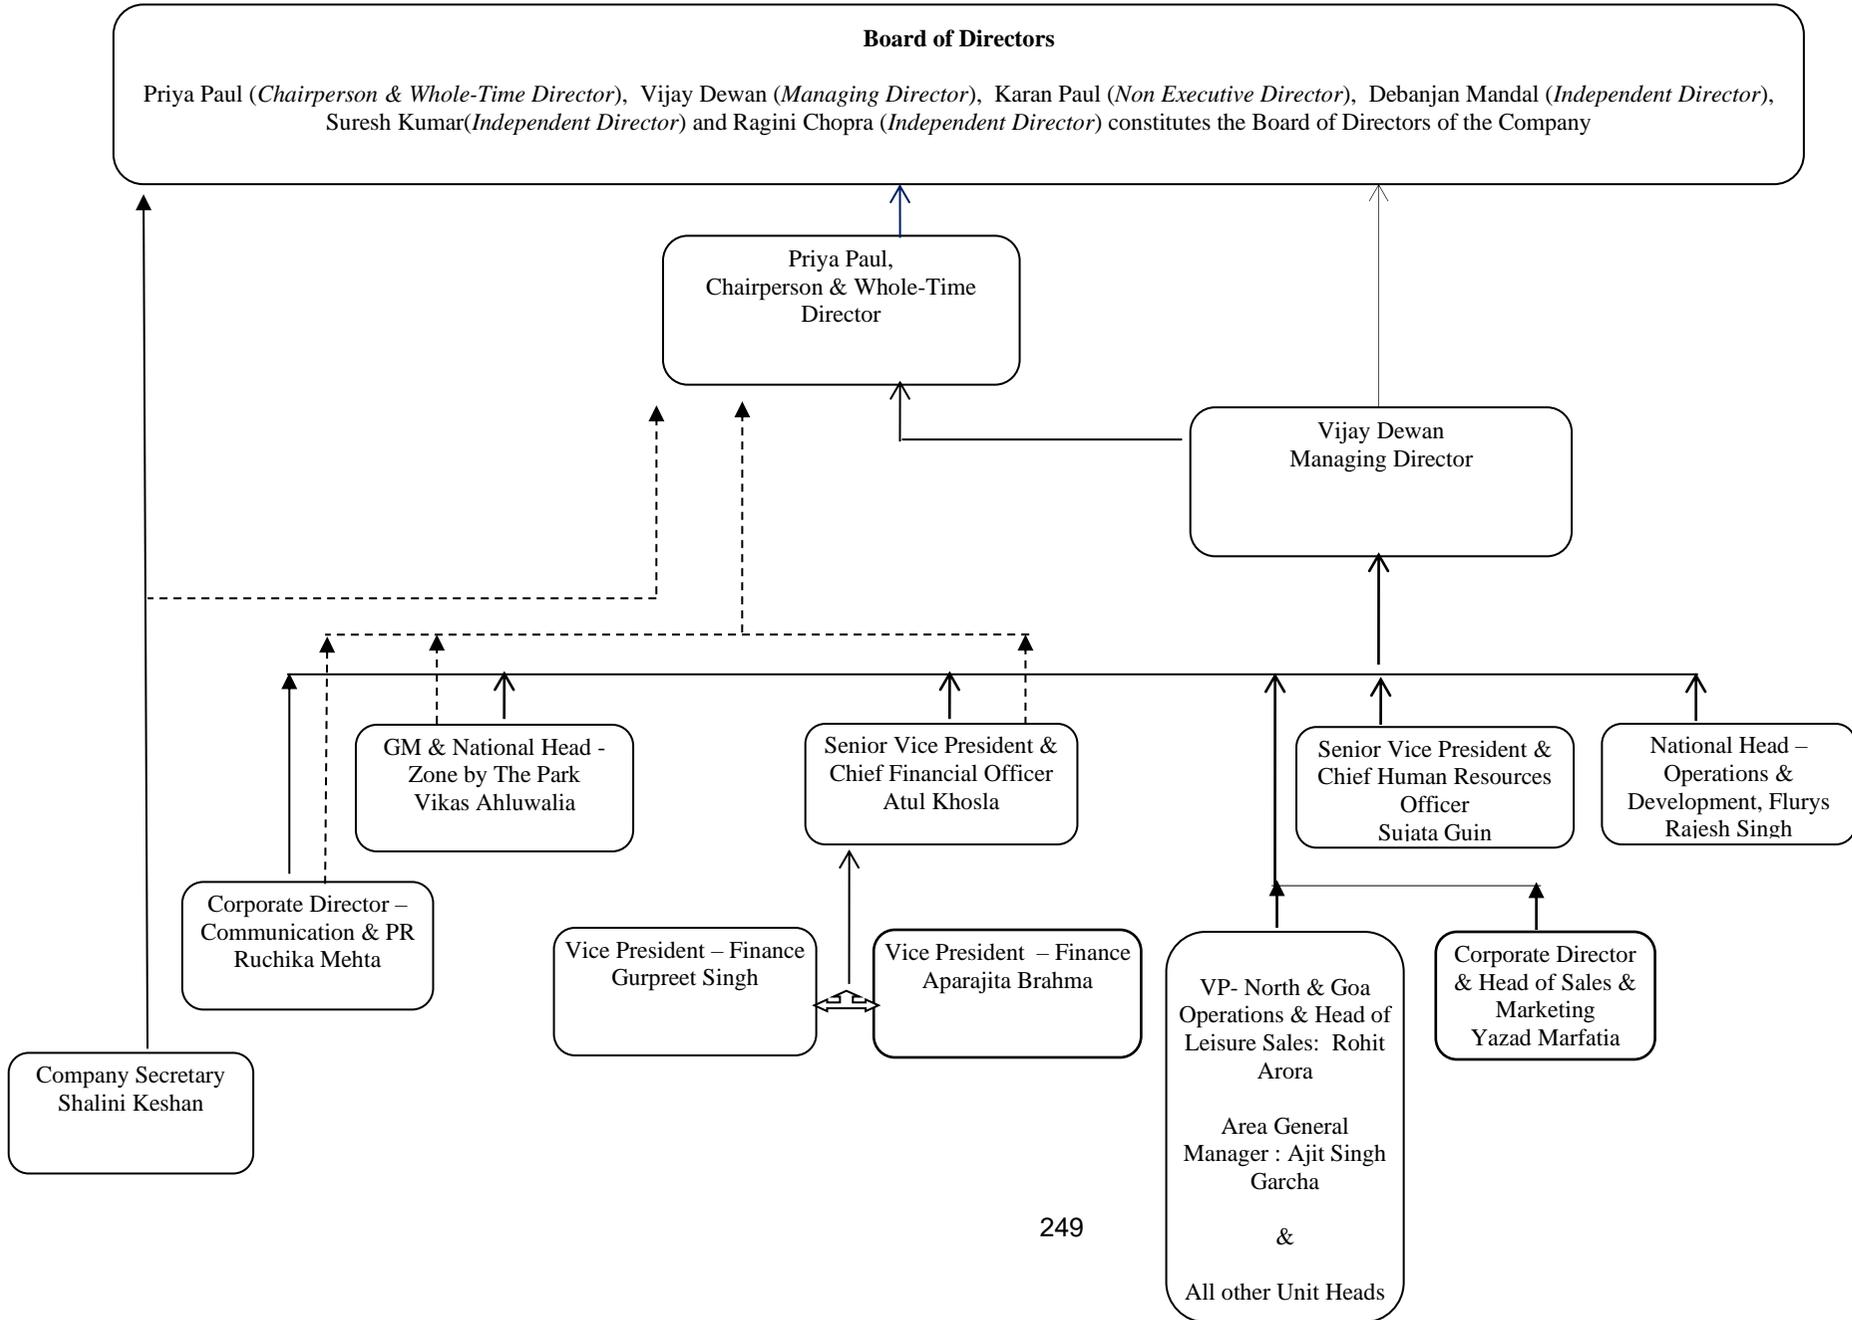 Board of Directors
Priya Paul (Chairperson & Whole-Time Director), Vijay Dewan (Managing Director), Karan Paul (Non Executive Director), Debanjan Mandal (Independent Director),
Suresh Kumar(Independent Director) and Ragini Chopra (Independent Director) constitutes the Board of Directors of the Company
Priya Paul,
Chairperson & Whole-Time
Director
Vijay Dewan
Managing Director
GM & National Head -
Zone by The Park
Vikas Ahluwalia
Senior Vice President &
Chief Financial Officer
Atul Khosla
Senior Vice President &
Chief Human Resources
Officer
Sujata Guin
National Head –
Operations &
Development, Flurys
Rajesh Singh
Corporate Director –
Communication & PR
Ruchika Mehta
Vice President – Finance
Gurpreet Singh
Vice President – Finance
Aparajita Brahma
VP- North & Goa
Operations & Head of
Leisure Sales: Rohit
Arora
Area General
Manager : Ajit Singh
Garcha
&
All other Unit Heads
Corporate Director
& Head of Sales &
Marketing
Yazad Marfatia
Company Secretary
Shalini Keshan
249